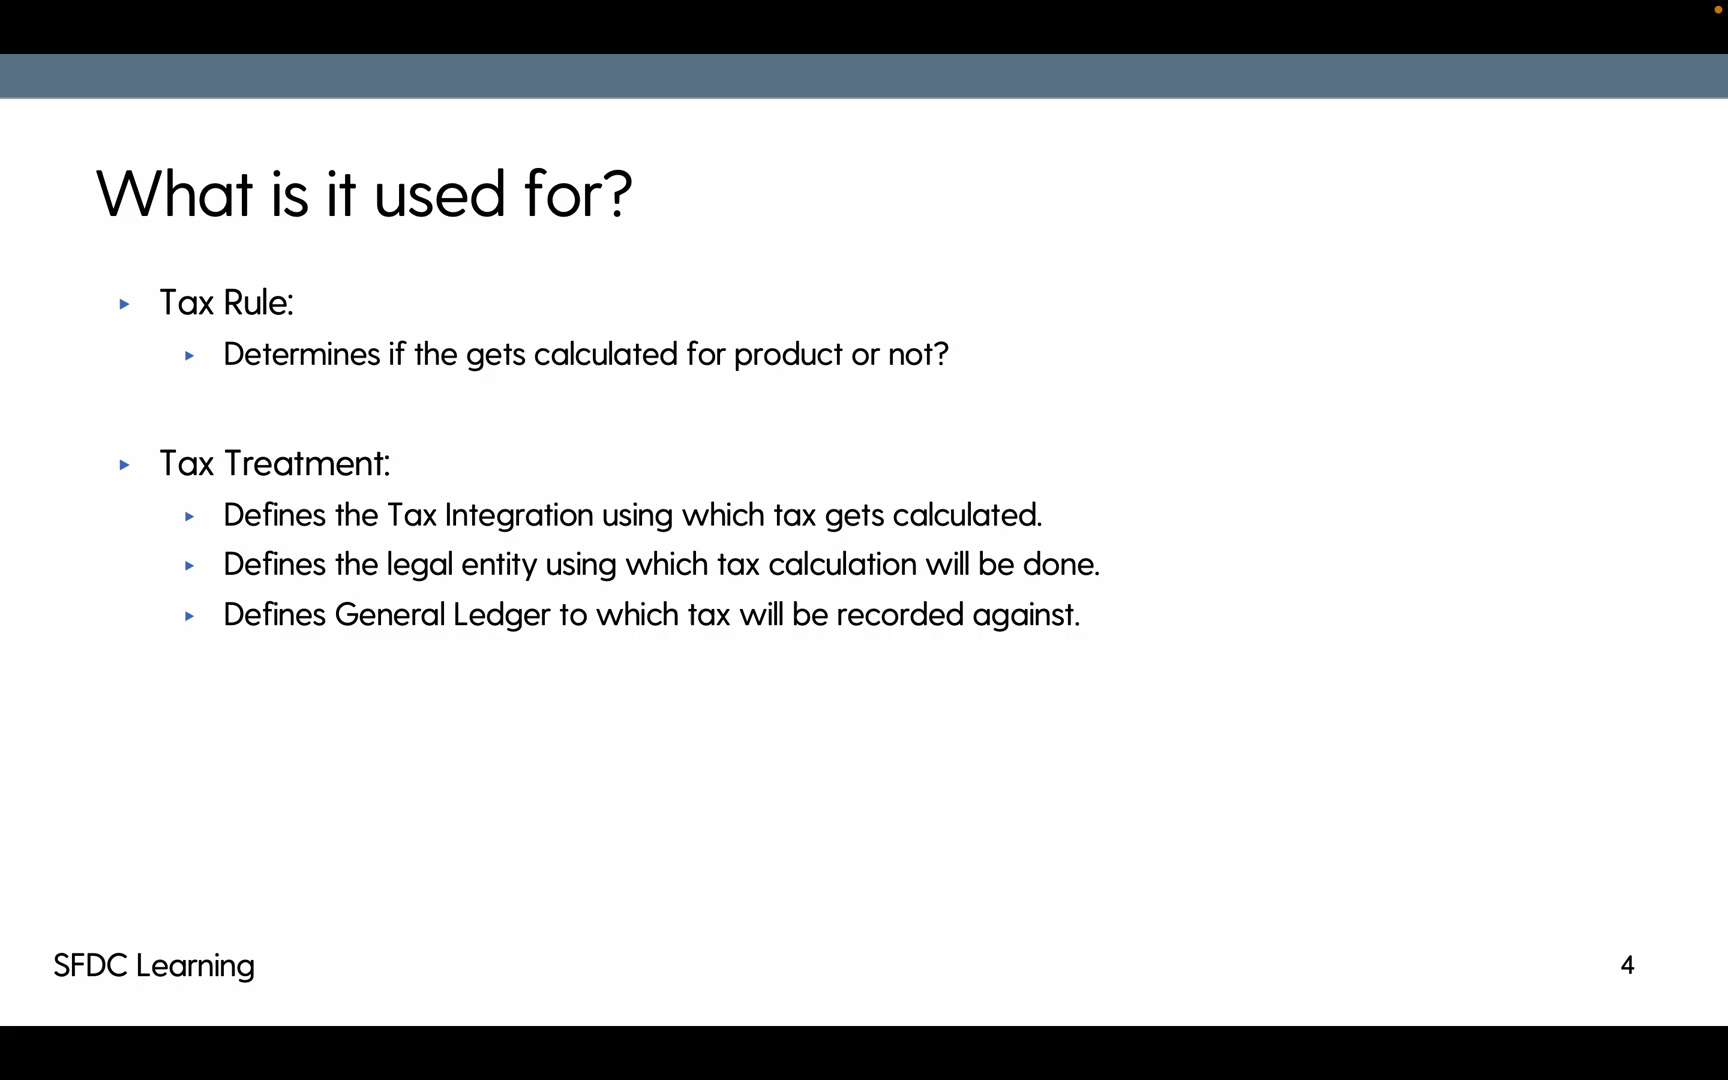 What is it used for?
Tax Rule:
Determines if the gets calculated for product or not?
Tax Treatment:
Defines the Tax Integration using which tax gets calculated.
Defines the legal entity using which tax calculation will be done.
Defines General Ledger to which tax will be recorded against.
SFDC Learning
4